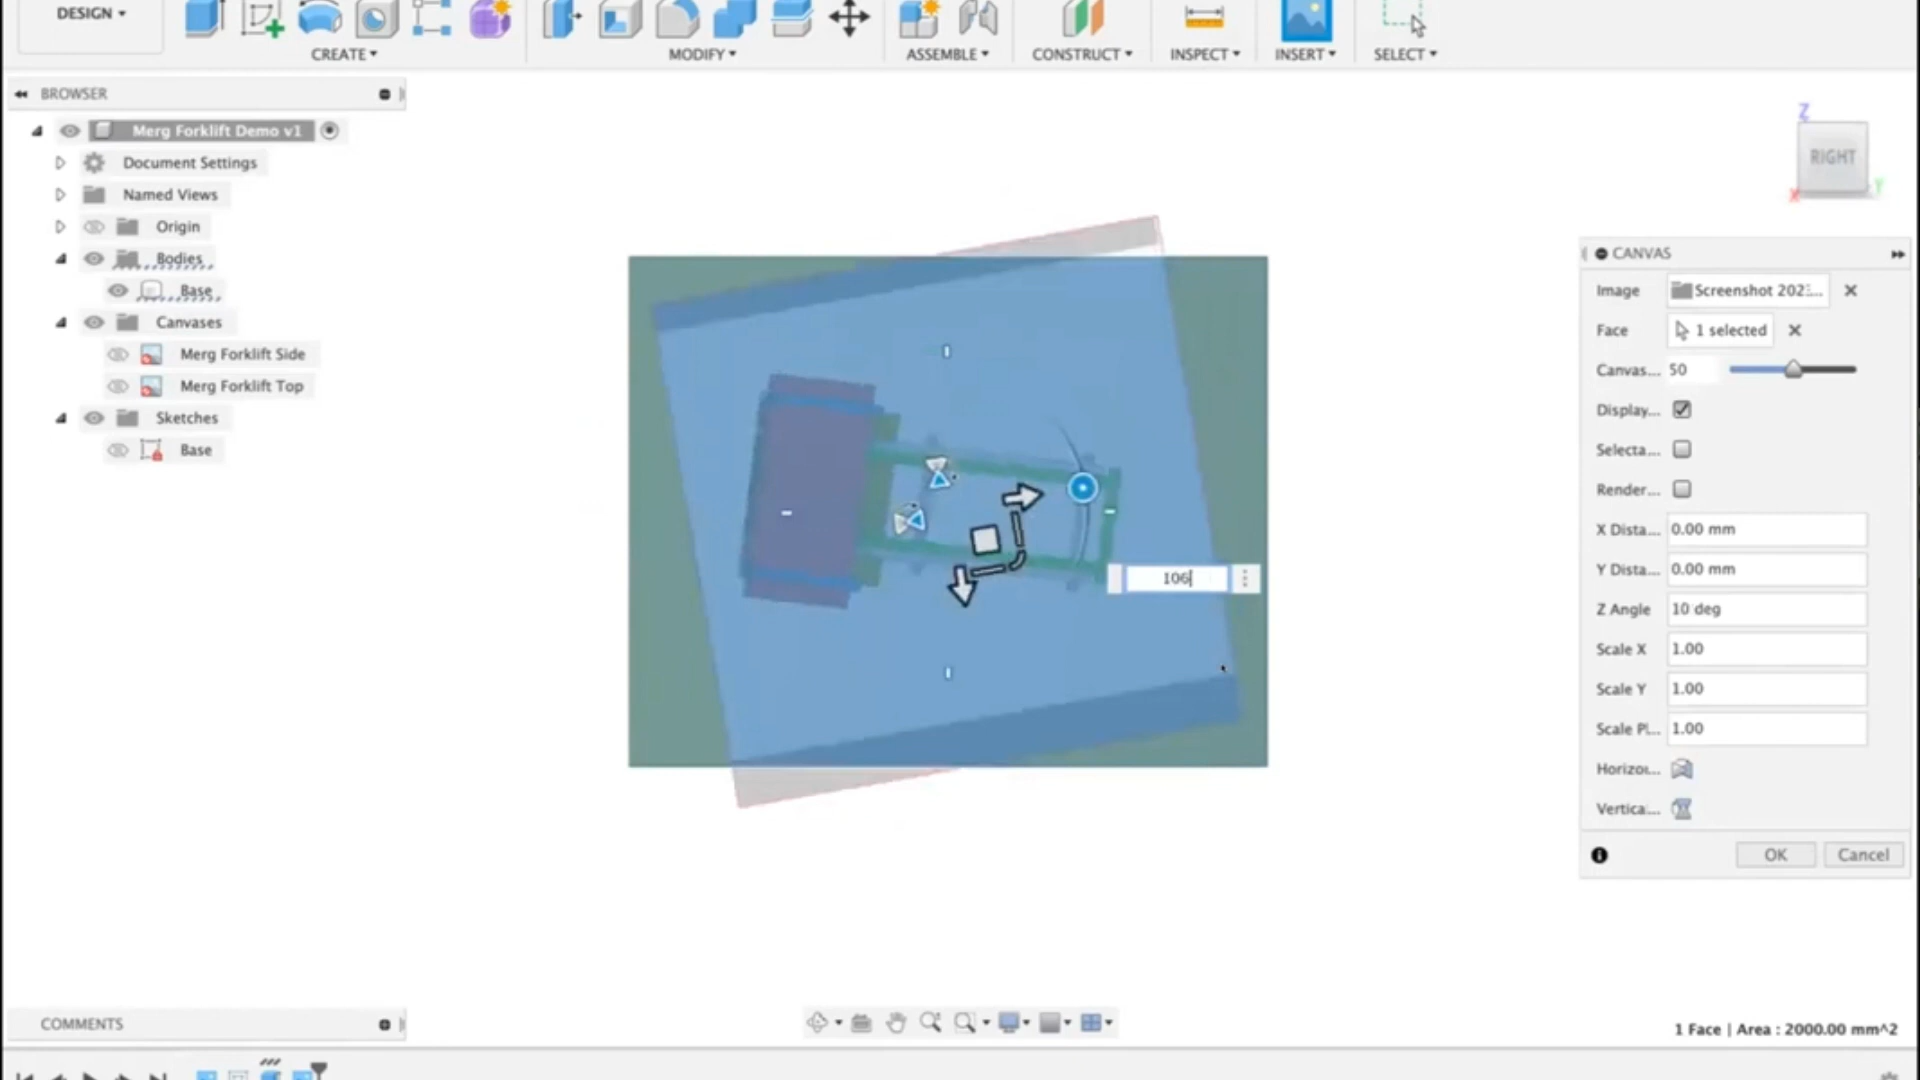 DESIGN
CREATE
MODIFY
ASSEMBLE
CONSTRUCT
INSPECT
INSERT
SELECT
BROWSER
Merg Forklift Demo v1
Document Settings
Named Views
Origin
Bodies
Base
Canvases
Merg Forklift Side
Merg Forklift Top
Sketches
Base
Z
RIGHT
X
Y
106
CANVAS
Image Screenshot 202:...
Face 1 selected
Canvas... 50
Display...
Selecta...
Render...
X Dista... 0.00 mm
Y Dista... 0.00 mm
Z Angle 10 deg
Scale X 1.00
Scale Y 1.00
Scale Pl... 1.00
Horizon...
Vertica:...
OK Cancel
COMMENTS
1 Face | Area : 2000.00 mm^2